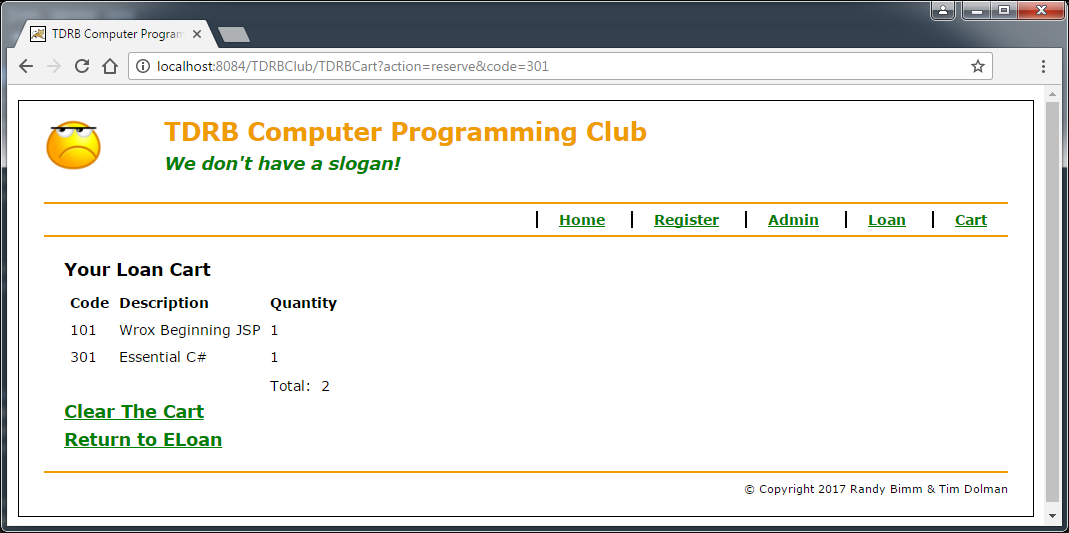 TDRB Computer Program
localhost:8084/TDRBClub/TDRBCart?action=reserve&code=301
TDRB Computer Programming Club
We don't have a slogan!
Home Register Admin Loan Cart
Your Loan Cart
Code Description Quantity
101 Wrox Beginning JSP 1
301 Essential C# 1
Total: 2
Clear The Cart
Return to ELoan
© Copyright 2017 Randy Bimm & Tim Dolman